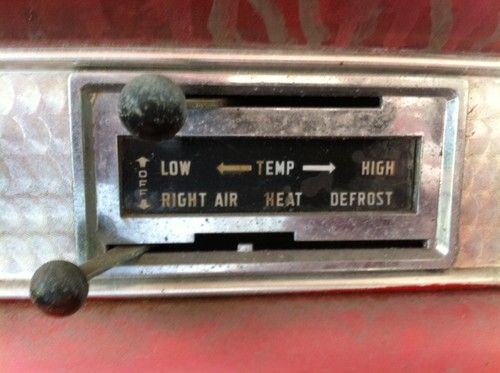 LOW TEMP HIGH
OFF
RIGHT AIR HEAT DEFROST